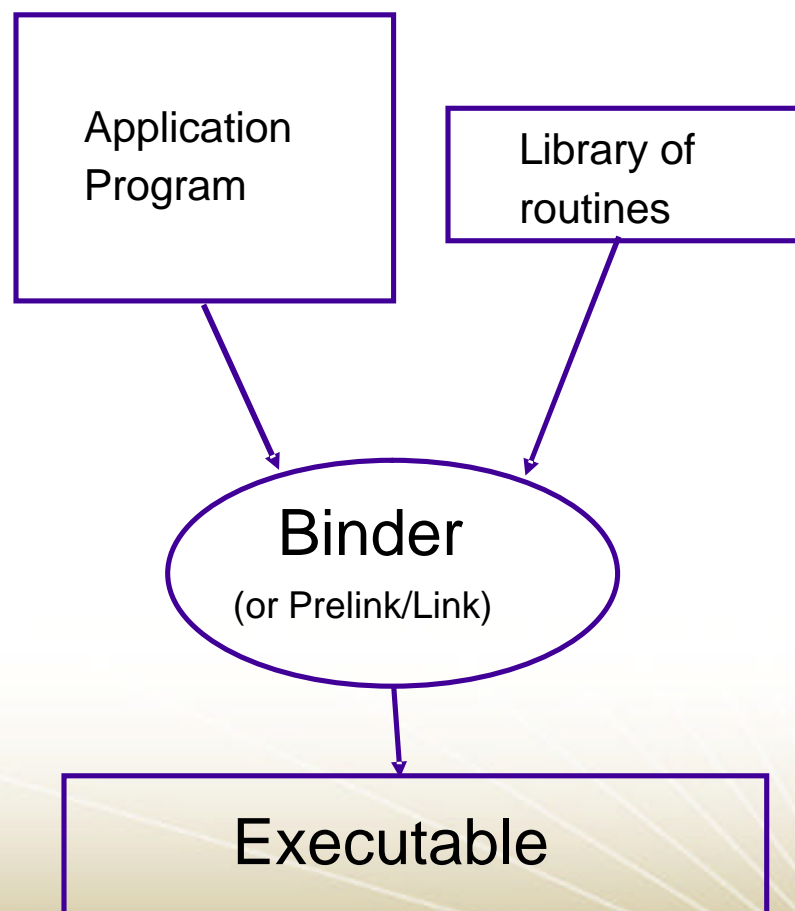 Application
Program
Library of
routines
Binder
(or Prelink/Link)
Executable